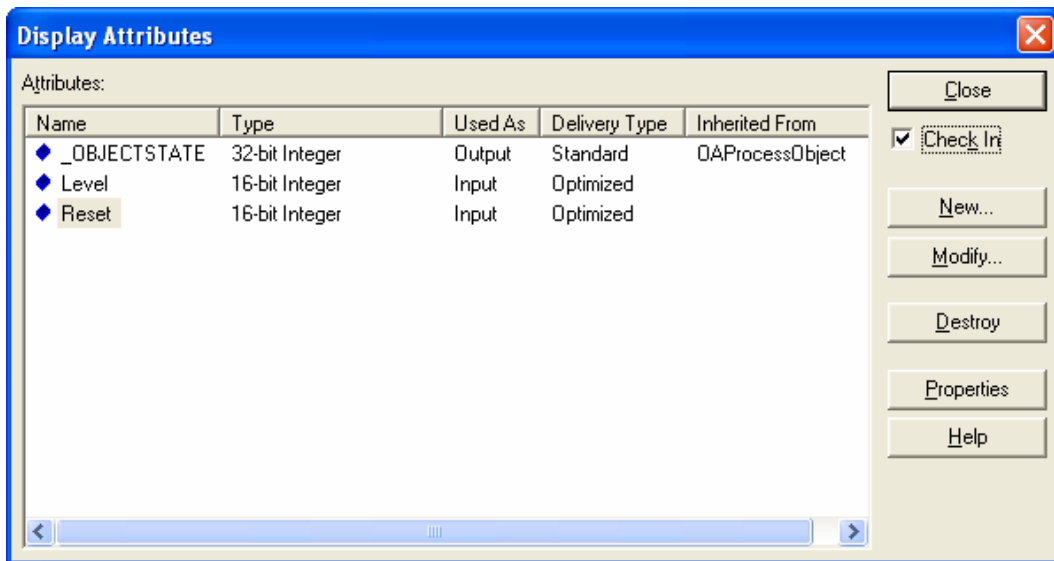 Display Attributes
Attributes:
Name Type Used As Delivery Type Inherited From
_OBJECTSTATE 32-bit Integer Output Standard OAProcessObject
Level 16-bit Integer Input Optimized
Reset 16-bit Integer Input Optimized
Close
Check In
New...
Modify...
Destroy
Properties
Help